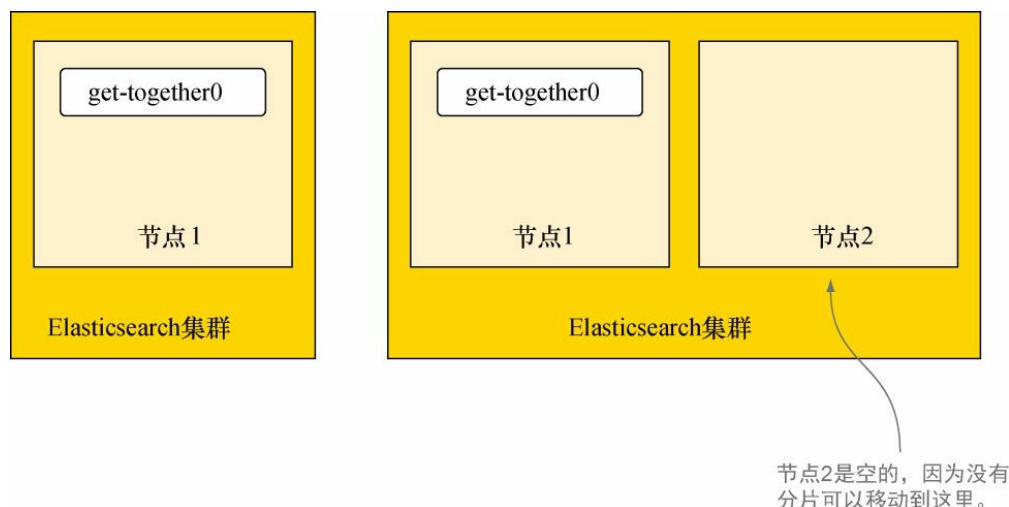 get-together0
节点1
Elasticsearch集群
get-together0
节点1
节点2
Elasticsearch集群
节点2是空的，因为没有
分片可以移动到这里。